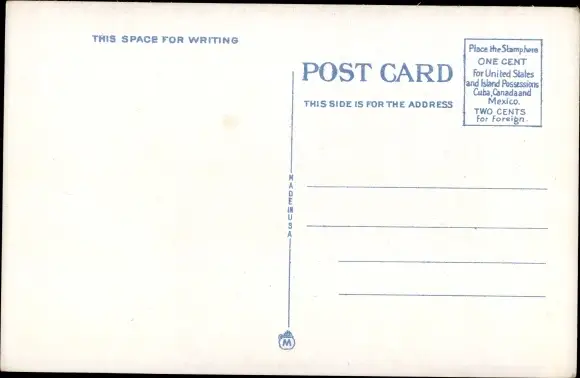 THIS SPACE FOR WRITING
POST CARD
THIS SIDE IS FOR THE ADDRESS
Place the Stamp here
ONE CENT
For United States
and Island Possessions
Cuba, Canada and
Mexico.
TWO CENTS
for foreign.
MADE IN USA
M